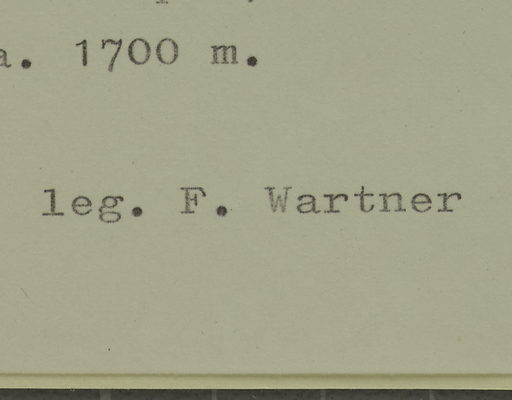 a. 1700 m.
leg. F. Wartner